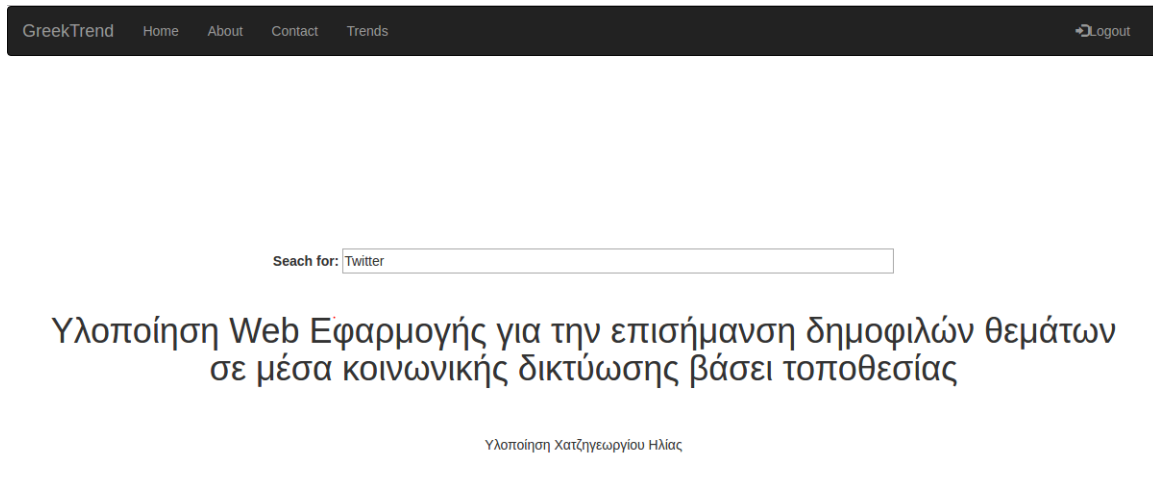 GreekTrend Home About Contact Trends Logout
Seach for: Twitter
Υλοποίηση Web Εφαρμογής για την επισήμανση δημοφιλών θεμάτων
σε μέσα κοινωνικής δικτύωσης βάσει τοποθεσίας
Υλοποίηση Χατζηγεωργίου Ηλίας